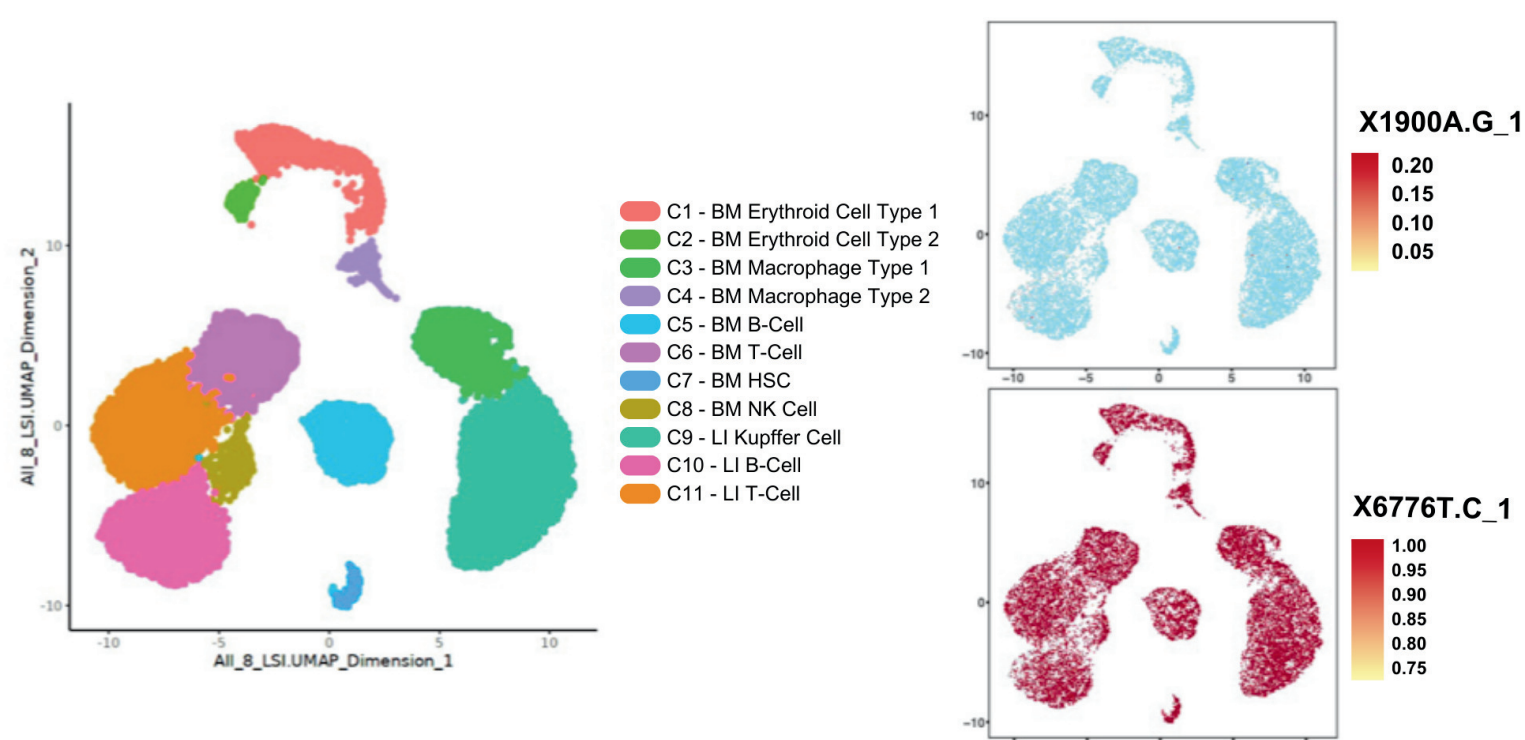 All_8_LSI.UMAP_Dimension_2
10
0
-10
-10
-5
0
5
10
All_8_LSI.UMAP_Dimension_1
C1 - BM Erythroid Cell Type 1
C2 - BM Erythroid Cell Type 2
C3 - BM Macrophage Type 1
C4 - BM Macrophage Type 2
C5 - BM B-Cell
C6 - BM T-Cell
C7 - BM HSC
C8 - BM NK Cell
C9 - LI Kupffer Cell
C10 - LI B-Cell
C11 - LI T-Cell
10
0
-10
-10
-5
0
5
10
X1900A.G_1
0.20
0.15
0.10
0.05
10
0
-10
X6776T.C_1
1.00
0.95
0.90
0.85
0.80
0.75